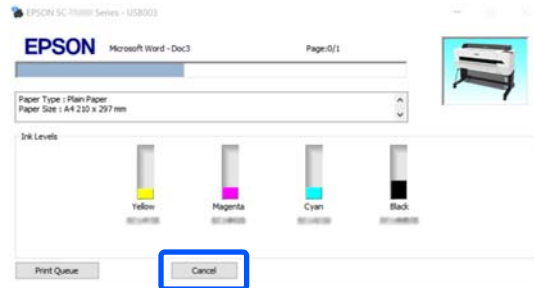 EPSON SC- Series - USB003
EPSON Microsoft Word - Doc3 Page:0/1
Paper Type : Plain Paper
Paper Size : A4 210 x 297 mm
Ink Levels
Yellow Magenta Cyan Black
Print Queue Cancel